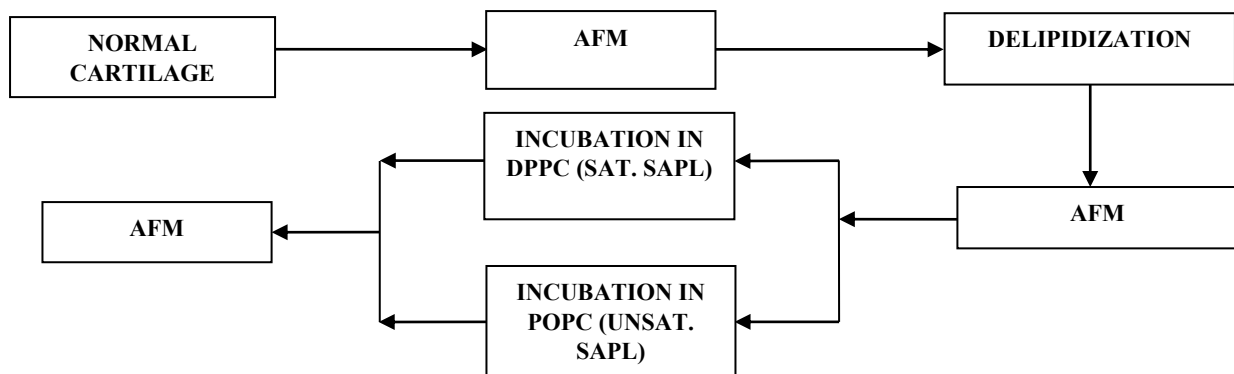 NORMAL
CARTILAGE
AFM
DELIPIDIZATION
AFM
INCUBATION IN
DPPC (SAT. SAPL)
INCUBATION IN
POPC (UNSAT.
SAPL)
AFM